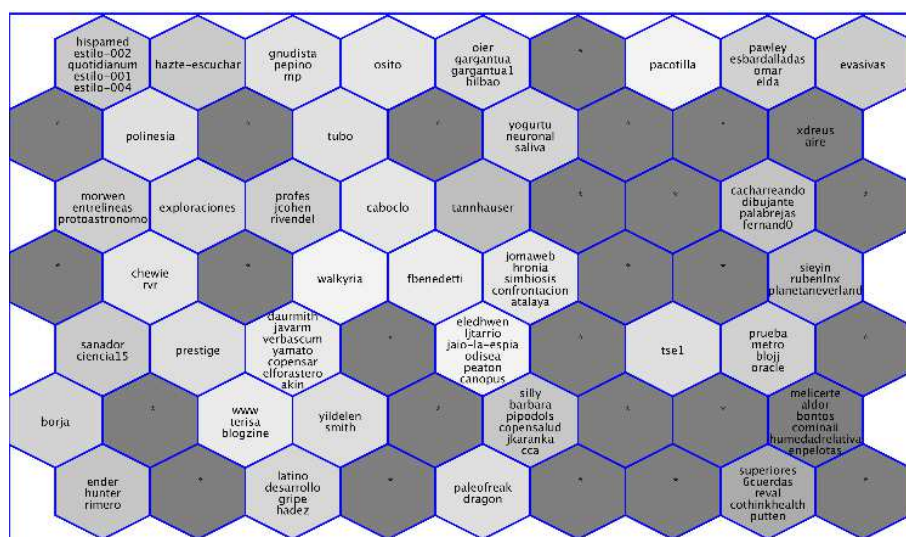 hispamed
estilo-002
quotidianum
estilo-001
estilo-004
hazte-escuchar
gnudista
pepino
mp
osito
oier
gargantua
gargantua1
bilbao
pacotilla
pawley
esbardalladas
omar
elda
evasivas
polinesia
tubo
yogurtu
neuronal
saliva
xdreus
aire
morwen
entrelineas
protoastronomo
exploraciones
profes
jcohen
rivendel
caboclo
tannhauser
cacharreando
dibujante
palabrejas
fernand0
chewie
rvr
walkyria
fbenedetti
jomaweb
hronia
simbiosis
confrontacion
atalaya
sieyin
rubenlnx
planetaneverland
sanador
ciencia15
prestige
daurmith
javarm
verbascum
yamato
copensar
elforastero
akin
eledhwen
ljtarrio
jaio-la-espia
odisea
peaton
canopus
tse1
prueba
metro
blojj
oracle
borja
www
terisa
blogzine
yildelen
smith
silly
barbara
pipodols
copensalud
jkaranka
cca
melicerte
aldor
bontos
cominaii
humedadrelativa
enpelotas
ender
hunter
rimero
latino
desarrollo
gripe
hadez
paleofreak
dragon
superiores
6cuerdas
reval
cothinkhealth
putten